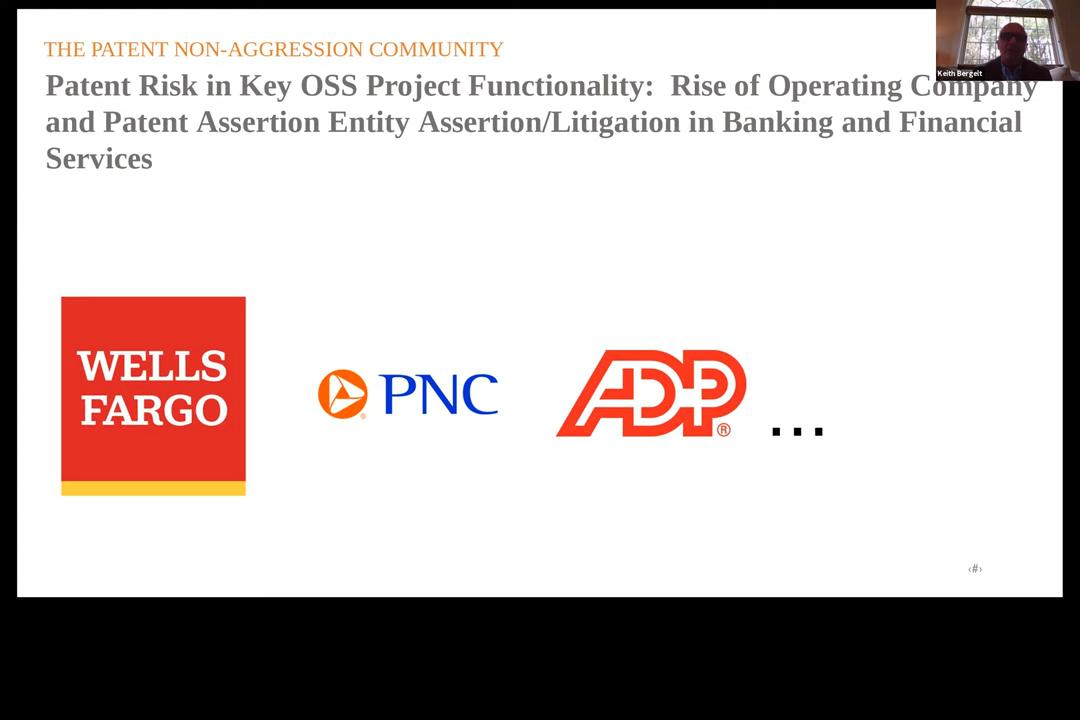 THE PATENT NON-AGGRESSION COMMUNITY
Keith Bergelt
Patent Risk in Key OSS Project Functionality:  Rise of Operating Company
and Patent Assertion Entity Assertion/Litigation in Banking and Financial
Services
WELLS
FARGO
PNC
ADP®
...
‹#›